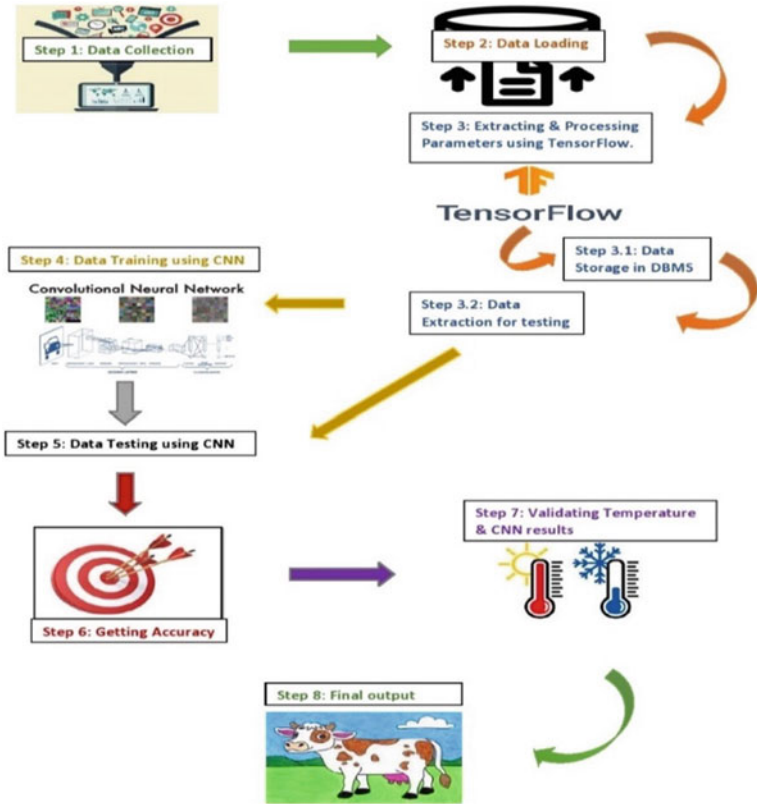 Step 1: Data Collection
Step 2: Data Loading
Step 3: Extracting & Processing
Parameters using TensorFlow.
TensorFlow
Step 3.1: Data
Storage in DBMS
Step 4: Data Training using CNN
Convolutional Neural Network
Step 3.2: Data
Extraction for testing
Step 5: Data Testing using CNN
Step 7: Validating Temperature
& CNN results
Step 6: Getting Accuracy
Step 8: Final output